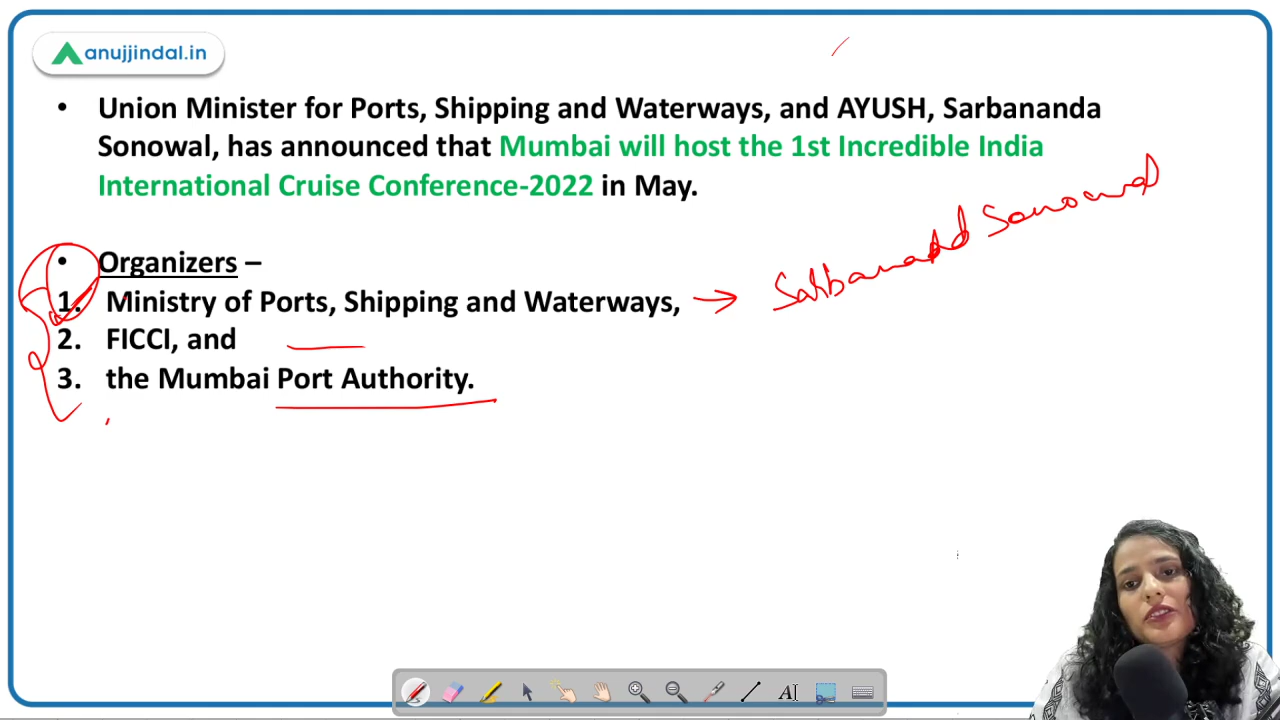 anujjindal.in
• Union Minister for Ports, Shipping and Waterways, and AYUSH, Sarbananda
Sonowal, has announced that Mumbai will host the 1st Incredible India
International Cruise Conference-2022 in May.
• Organizers –
1. Ministry of Ports, Shipping and Waterways,
Sarbanand Sonowal
2. FICCI, and
3. the Mumbai Port Authority.
AI